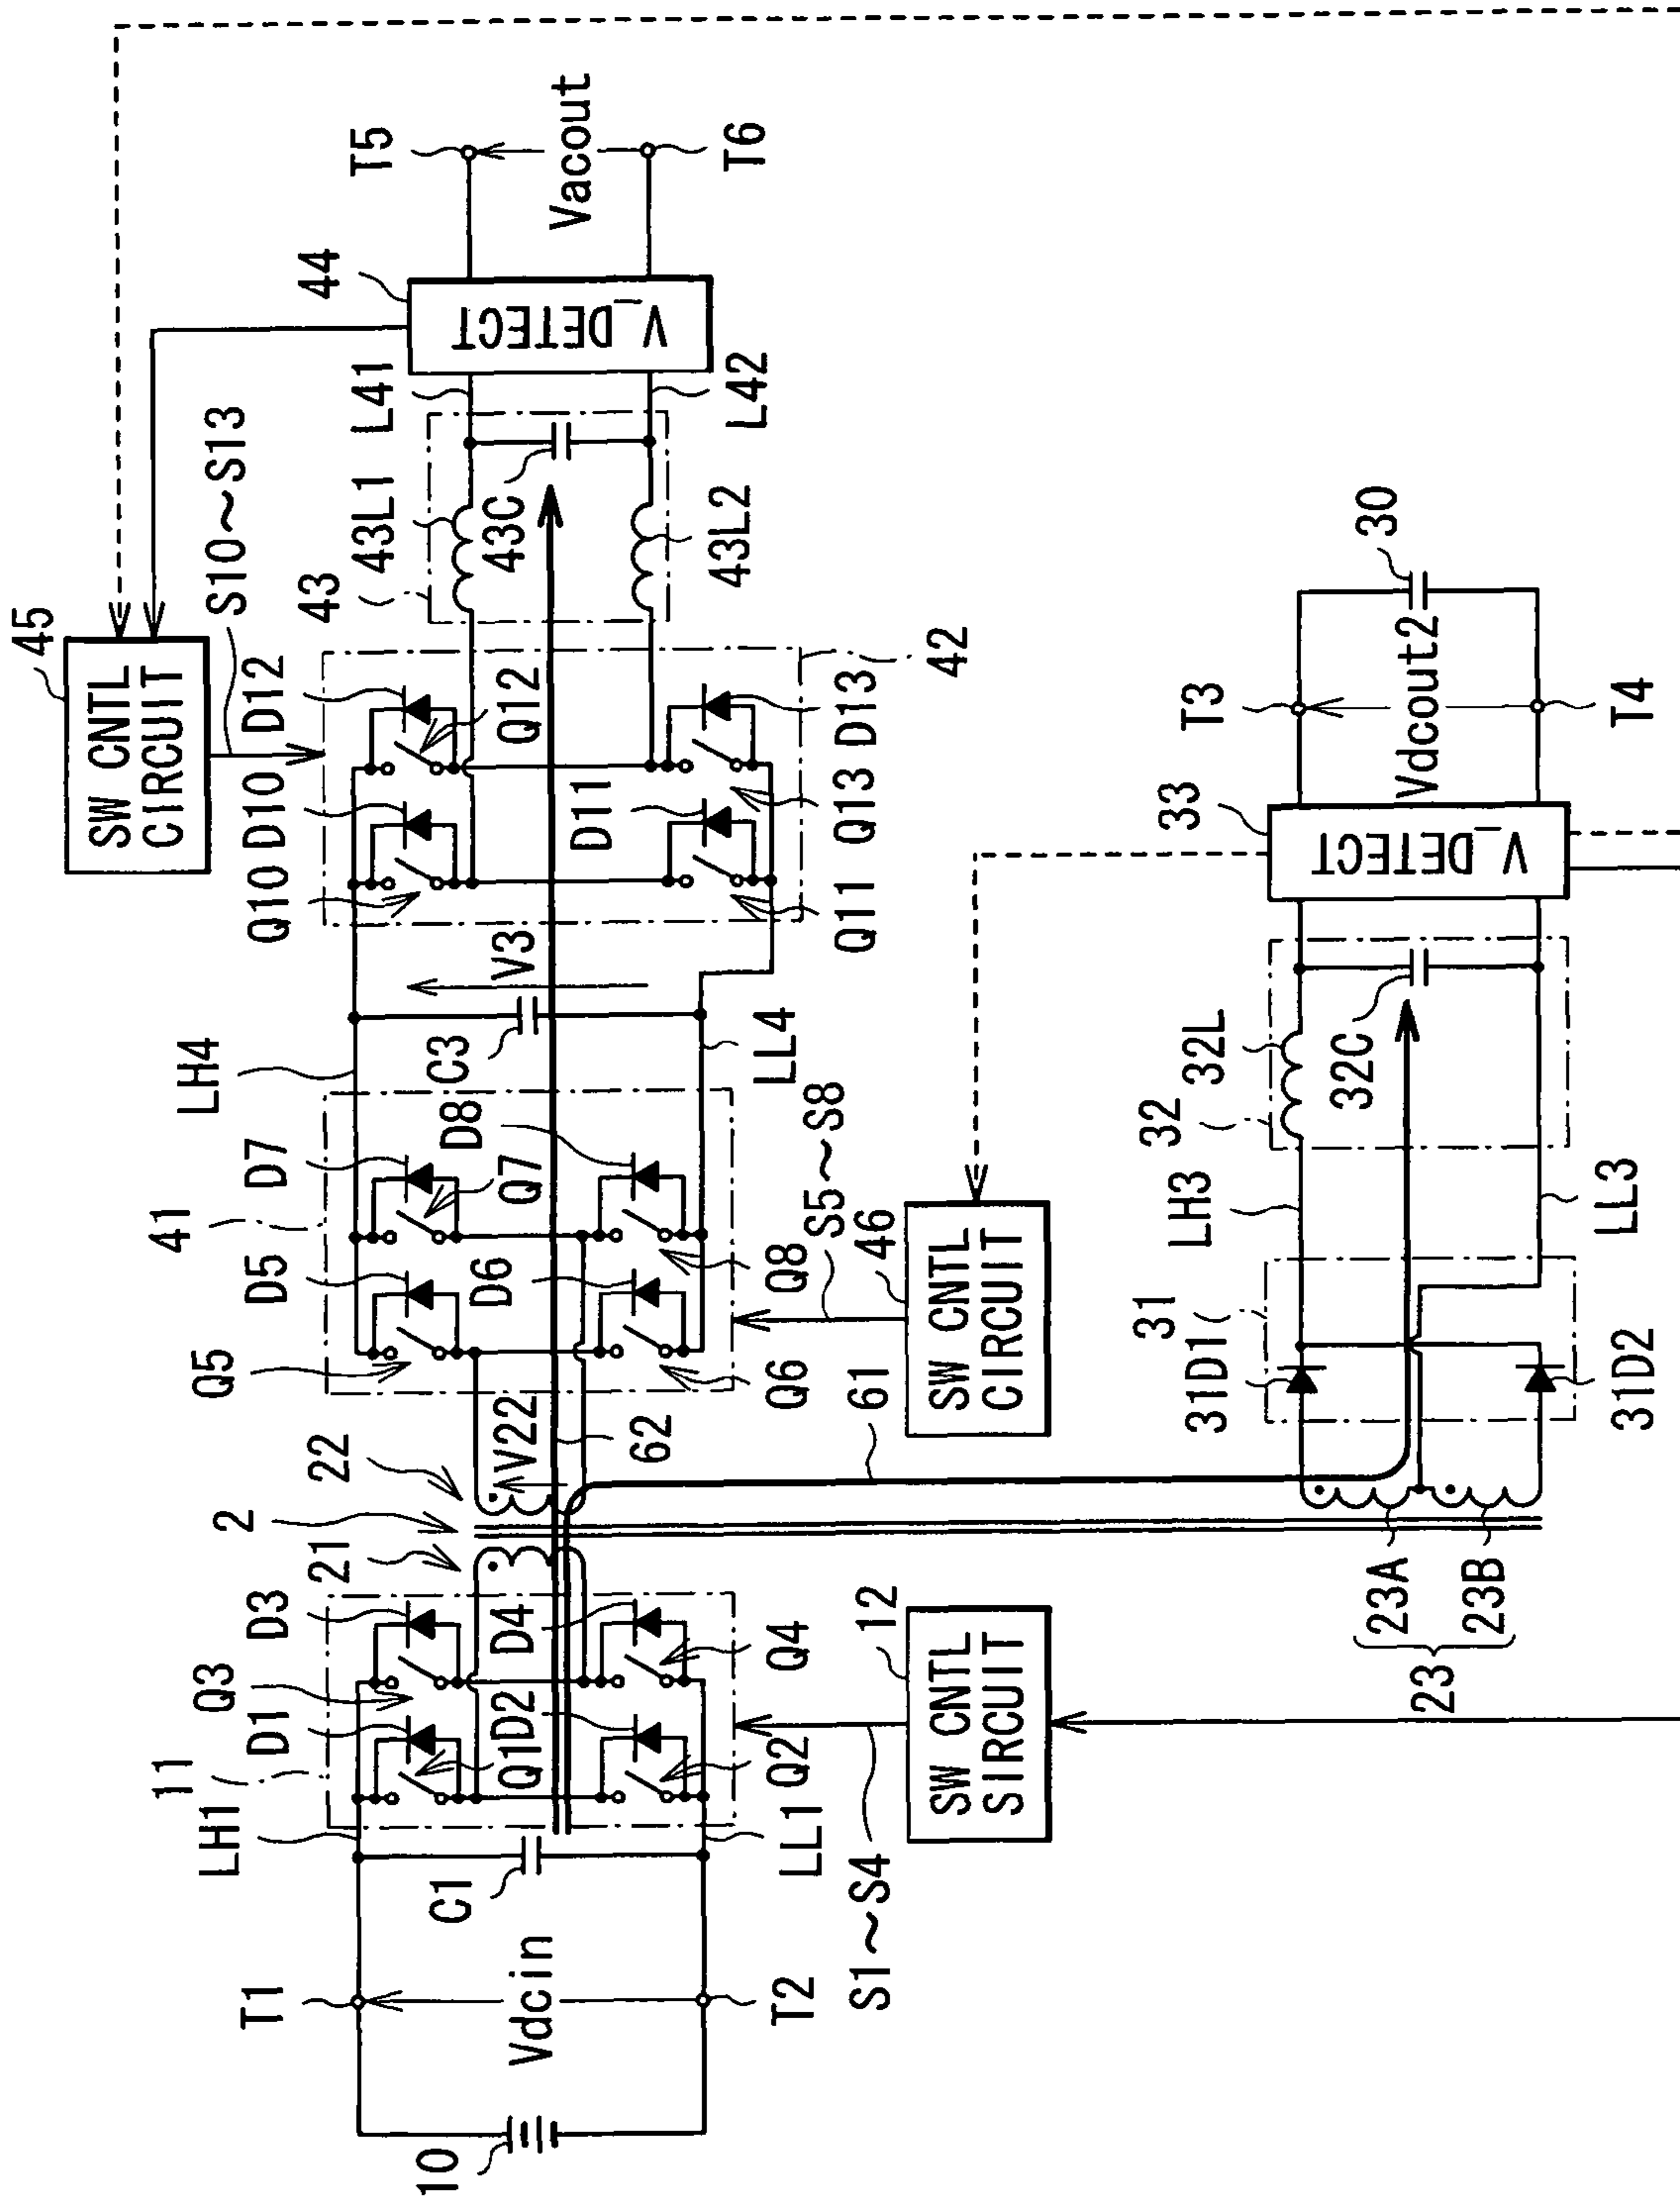 45
SW CNTL
CIRCUIT
S10~S13
44
V_DETECT
T5
Vacout
T6
L41
L42
43
43L1
43C
43L2
42
Q10
D10
D12
Q12
D11
Q11
Q13
D13
V3
C3
LH4
LL4
41
Q5
D5
D7
Q7
D8
D6
Q6
Q8
S5~S8
46
SW CNTL
CIRCUIT
22
V22
62
61
2
21
11
LH1
D1
Q3
D3
Q1
D2
D4
Q2
Q4
LL1
C1
T1
Vdcin
T2
10
S1~S4
12
SW CNTL
SIRCUIT
23A
23B
23
31
31D1
31D2
LH3
LL3
32
32L
32C
33
V_DETECT
T3
Vdcout2
T4
30